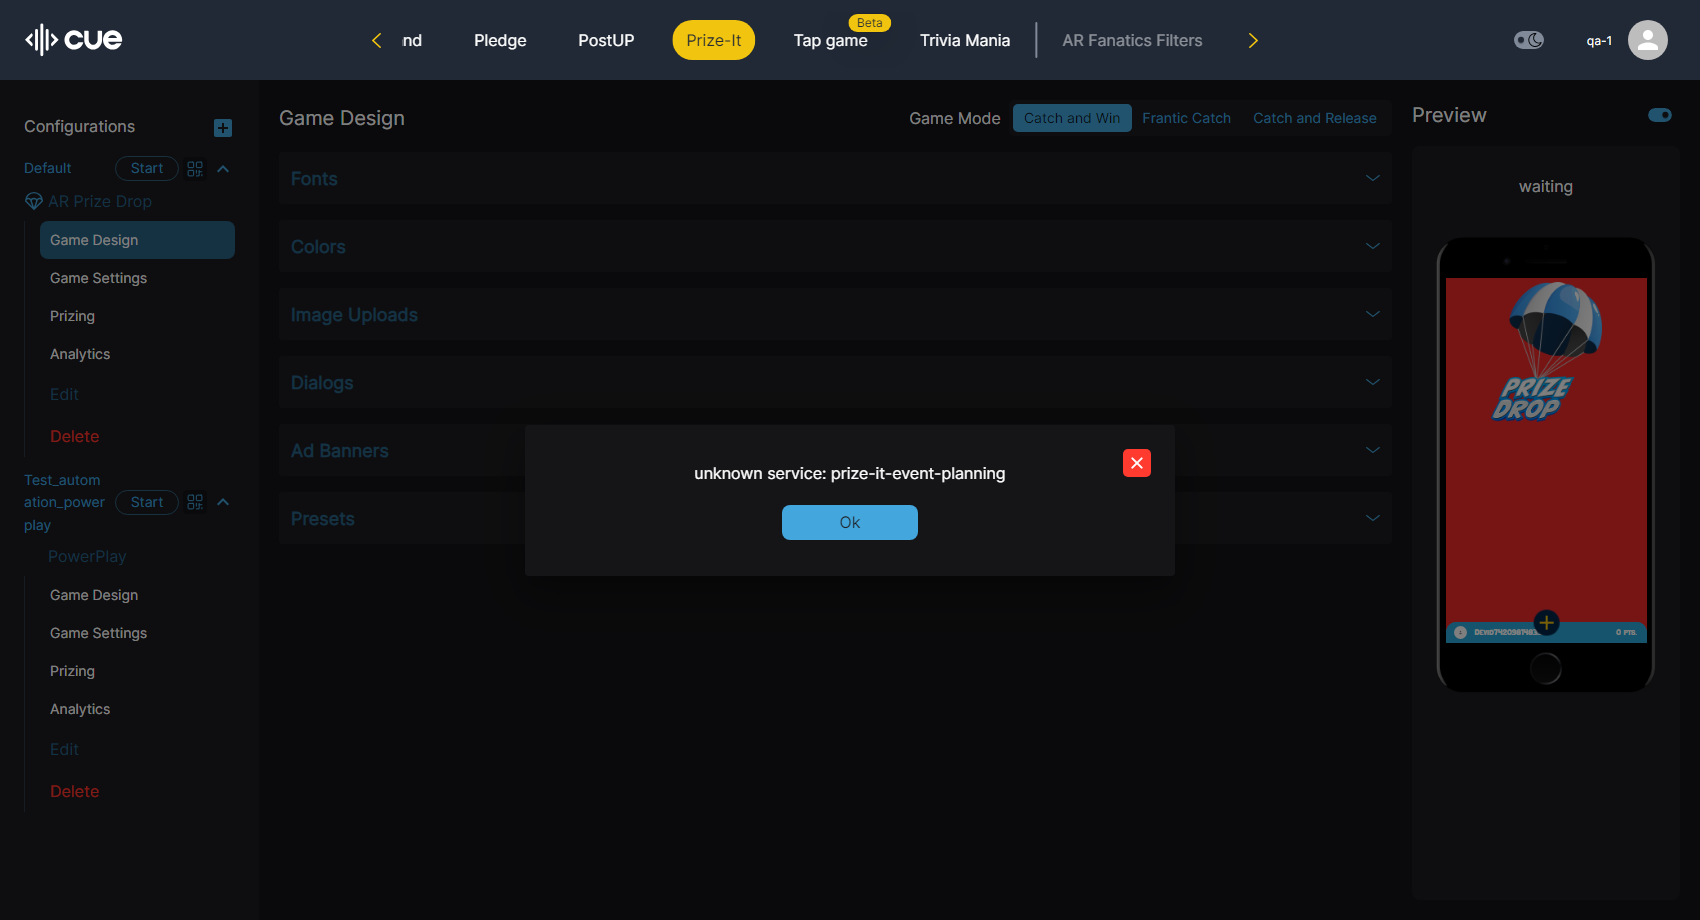 cue
nd
Pledge
PostUP
Prize-It
Beta
Tap game
Trivia Mania
AR Fanatics Filters
qa-1
Configurations
Default
Start
AR Prize Drop
Game Design
Game Settings
Prizing
Analytics
Edit
Delete
Test_autom
ation_power
play
Start
PowerPlay
Game Design
Game Settings
Prizing
Analytics
Edit
Delete
Game Design
Game Mode
Catch and Win
Frantic Catch
Catch and Release
Fonts
Colors
Image Uploads
Dialogs
Ad Banners
Presets
unknown service: prize-it-event-planning
Ok
Preview
waiting
PRIZE
DROP
0 PTS.